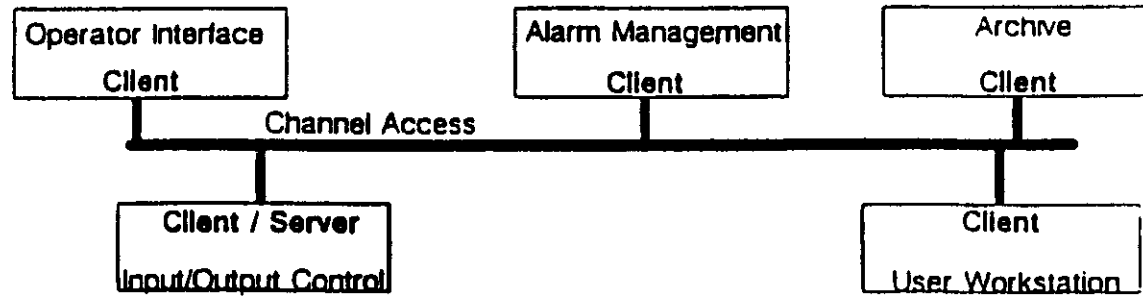 Operator Interface
Client
Alarm Management
Client
Archive
Client
Channel Access
Client / Server
Input/Output Control
Client
User Workstation